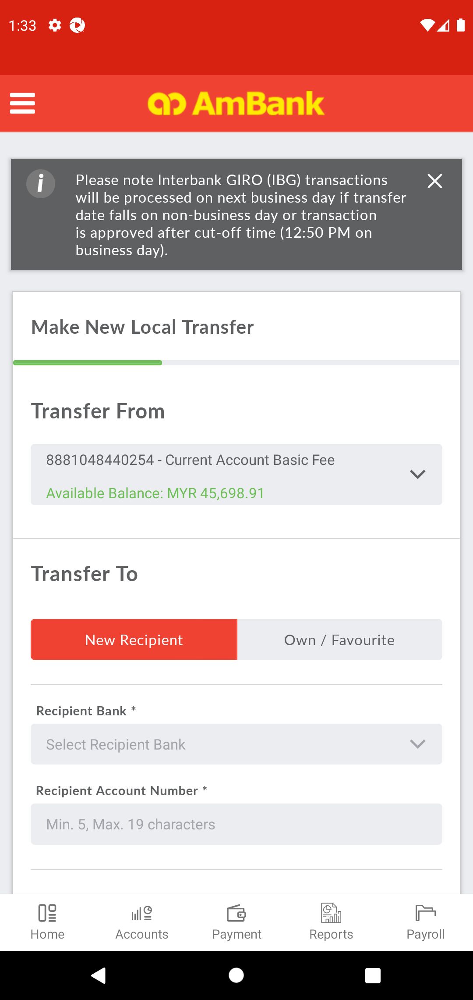 1:33
AmBank
Please note Interbank GIRO (IBG) transactions
will be processed on next business day if transfer
date falls on non-business day or transaction
is approved after cut-off time (12:50 PM on
business day).
Make New Local Transfer
Transfer From
8881048440254 - Current Account Basic Fee
Available Balance: MYR 45,698.91
Transfer To
New Recipient
Own / Favourite
Recipient Bank *
Select Recipient Bank
Recipient Account Number *
Min. 5, Max. 19 characters
Home
Accounts
Payment
Reports
Payroll